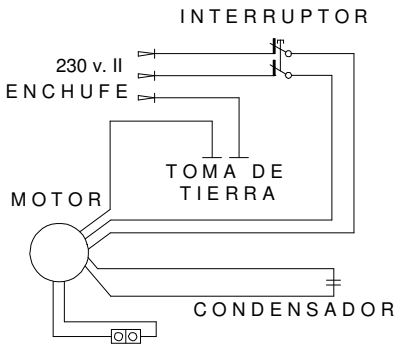 INTERRUPTOR
230 v. II
ENCHUFE
TOMA DE
TIERRA
MOTOR
CONDENSADOR